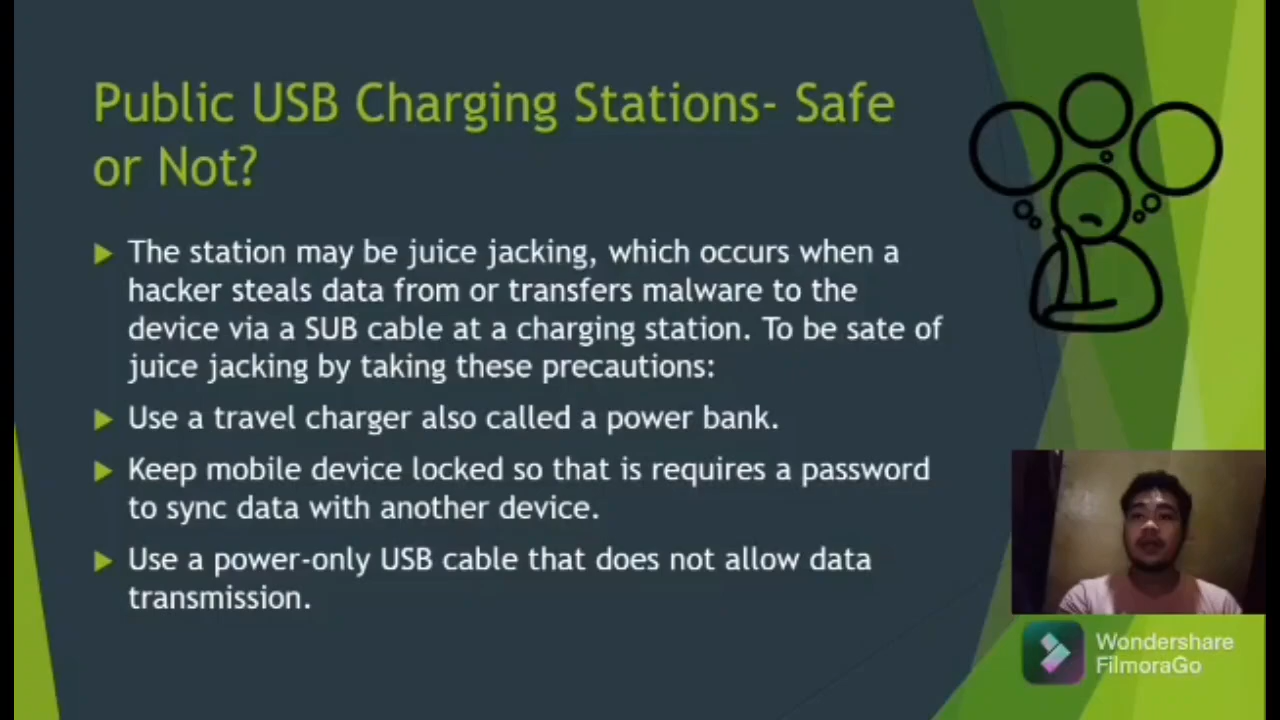 Public USB Charging Stations- Safe
or Not?
The station may be juice jacking, which occurs when a
hacker steals data from or transfers malware to the
device via a SUB cable at a charging station. To be sate of
juice jacking by taking these precautions:
Use a travel charger also called a power bank.
Keep mobile device locked so that is requires a password
to sync data with another device.
Use a power-only USB cable that does not allow data
transmission.
Wondershare
FilmoraGo